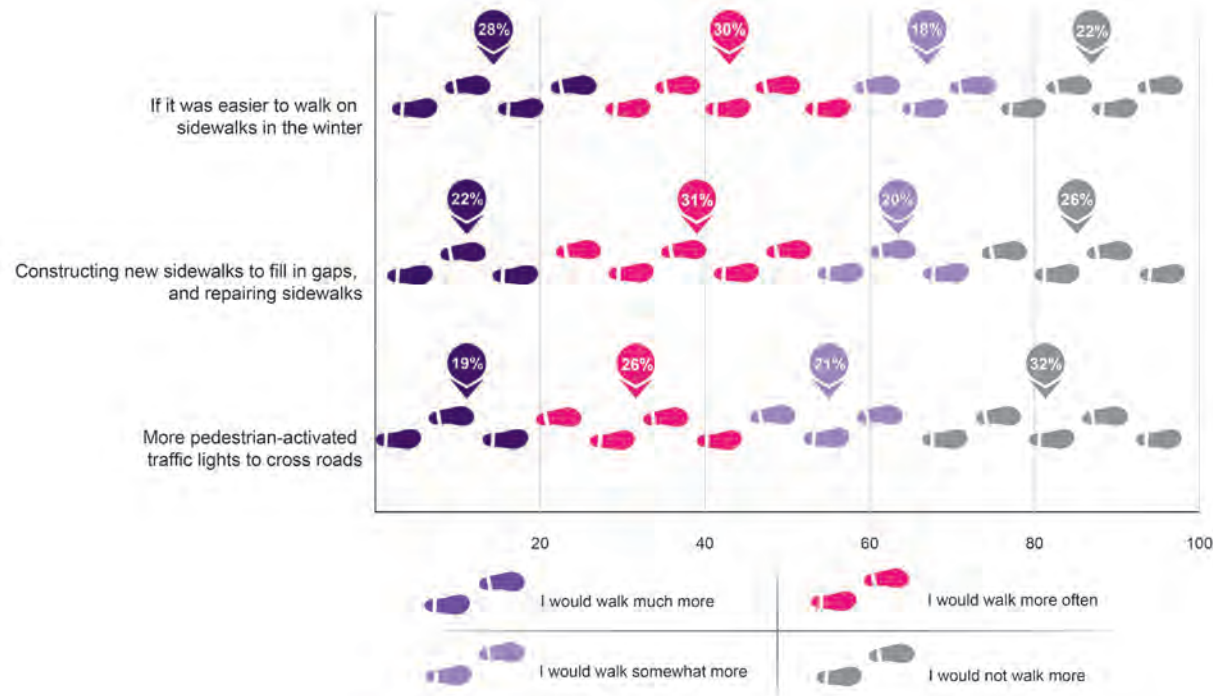 28% 30% 18% 22%
If it was easier to walk on
sidewalks in the winter
22% 31% 20% 26%
Constructing new sidewalks to fill in gaps,
and repairing sidewalks
19% 26% 21% 32%
More pedestrian-activated
traffic lights to cross roads
20 40 60 80 100
I would walk much more
I would walk more often
I would walk somewhat more
I would not walk more